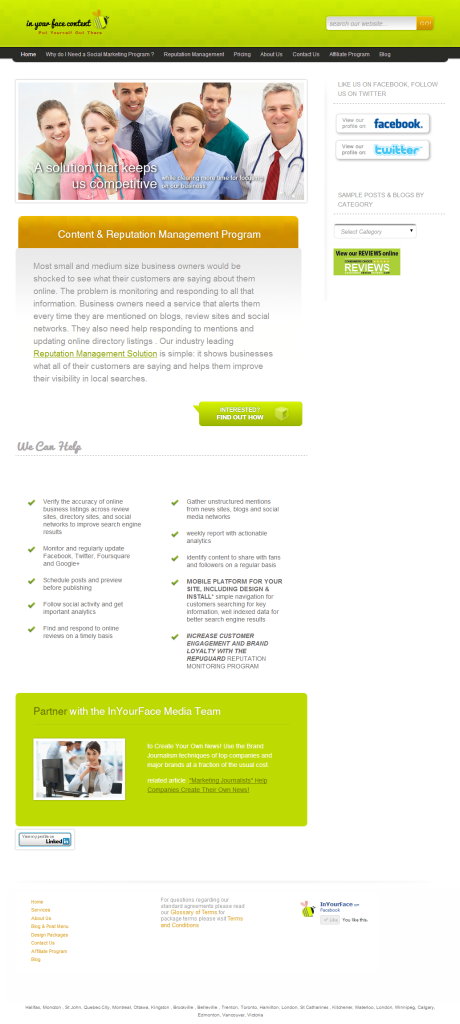 in your face content
Put Yourself Out There
search our website...
GO!
Home Why do I Need a Social Marketing Program ? Reputation Management Pricing About Us Contact Us Affiliate Program Blog
A solution that keeps
us competitive while clearing more time for focusing
on our business
LIKE US ON FACEBOOK, FOLLOW
US ON TWITTER
View our
profile on: facebook.
View our
profile on: twitter
SAMPLE POSTS & BLOGS BY
CATEGORY
Select Category
View our REVIEWS online
REVIEWS
Content & Reputation Management Program
Most small and medium size business owners would be
shocked to see what their customers are saying about them
online. The problem is monitoring and responding to all that
information. Business owners need a service that alerts them
every time they are mentioned on blogs, review sites and social
networks. They also need help responding to mentions and
updating online directory listings . Our industry leading
Reputation Management Solution is simple: it shows businesses
what all of their customers are saying and helps them improve
their visibility in local searches.
INTERESTED?
FIND OUT HOW
We Can Help
Verify the accuracy of online
business listings across review
sites, directory sites, and social
networks to improve search engine
results
Monitor and regularly update
Facebook, Twitter, Foursquare
and Google+
Schedule posts and preview
before publishing
Follow social activity and get
important analytics
Find and respond to online
reviews on a timely basis
Gather unstructured mentions
from news sites, blogs and social
media networks
weekly report with actionable
analytics
identify content to share with fans
and followers on a regular basis
MOBILE PLATFORM FOR YOUR
SITE, INCLUDING DESIGN &
INSTALL* simple navigation for
customers searching for key
information, well indexed data for
better search engine results
INCREASE CUSTOMER
ENGAGEMENT AND BRAND
LOYALTY WITH THE
REPUGUARD REPUTATION
MONITORING PROGRAM
Partner with the InYourFace Media Team
to Create Your Own News! Use the Brand
Journalism techniques of top companies and
major brands at a fraction of the usual cost.
related article: "Marketing Journalists" Help
Companies Create Their Own News!
View my profile on
Linked in
Home
Services
About Us
Blog & Post Menu
Design Packages
Contact Us
Affiliate Program
Blog
For questions regarding our
standard agreements please read
our Glossary of Terms for
package terms please visit Terms
and Conditions
InYourFace on
Facebook
Like You like this.
Halifax, Moncton , St John, Quebec City, Montreal, Ottawa, Kingston , Brockville , Belleville , Trenton, Toronto, Hamilton, London, St Catharines , Kitchener, Waterloo, London, Winnipeg, Calgary,
Edmonton, Vancouver, Victoria